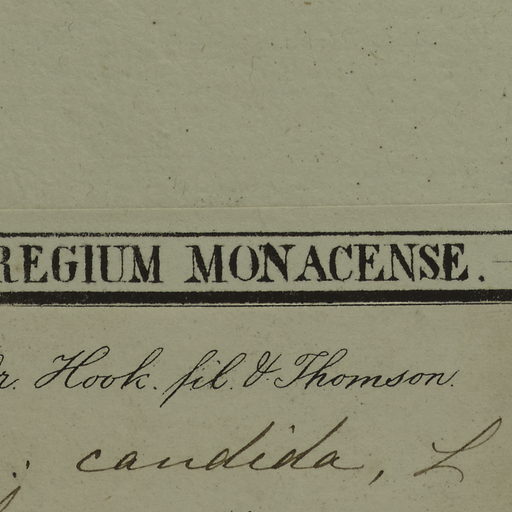 REGIUM MONACENSE.
r. Hook. fil. & Thomson.
candida, L